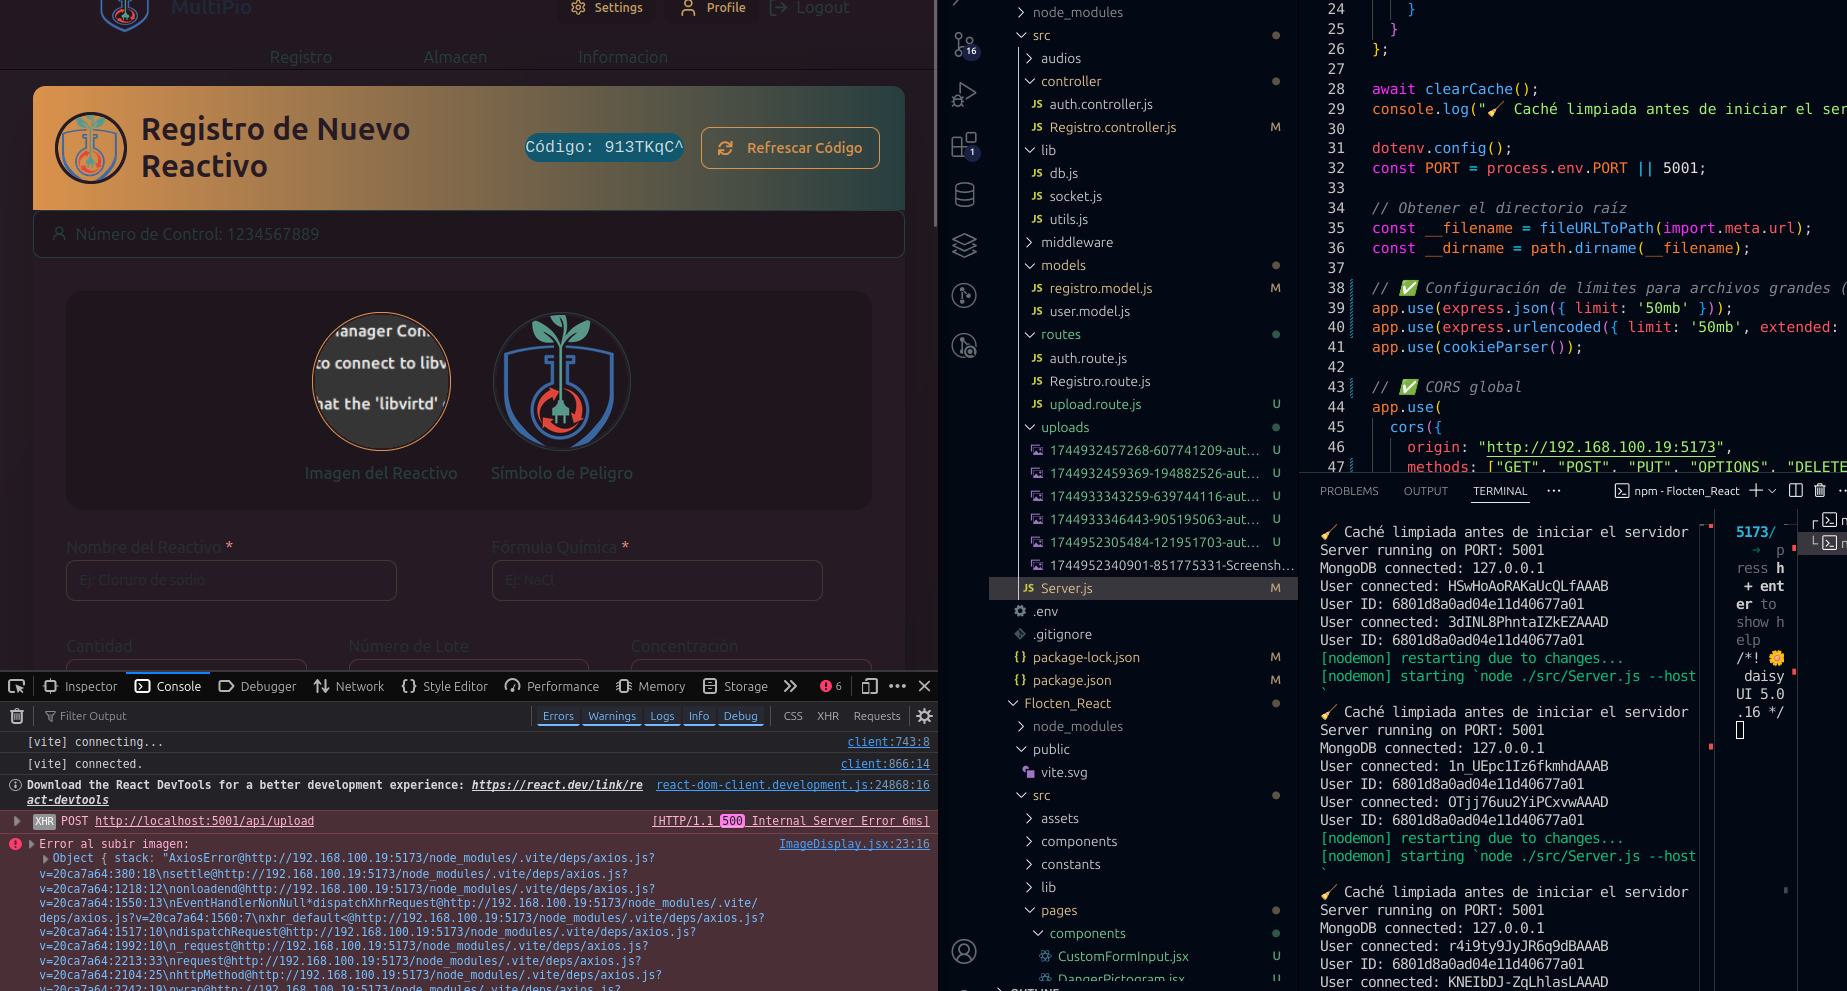 MultiPio
Settings
Profile
Logout
Registro
Almacen
Informacion
Registro de Nuevo
Reactivo
Código: 913TKqC^
Refrescar Código
Número de Control: 1234567889
to connect to libv
hat the 'libvirtd'
Imagen del Reactivo
Símbolo de Peligro
Nombre del Reactivo *
Fórmula Química *
Ej: Cloruro de sodio
Ej: NaCl
Cantidad
Número de Lote
Concentración
Inspector
Console
Debugger
Network
Style Editor
Performance
Memory
Storage
6
Filter Output
Errors
Warnings
Logs
Info
Debug
CSS
XHR
Requests
[vite] connecting...
client:743:8
[vite] connected.
client:866:14
Download the React DevTools for a better development experience: https://react.dev/link/re
act-devtools
react-dom-client.development.js:24868:16
XHR POST http://localhost:5001/api/upload
[HTTP/1.1 500 Internal Server Error 6ms]
Error al subir imagen:
ImageDisplay.jsx:23:16
Object { stack: "AxiosError@http://192.168.100.19:5173/node_modules/.vite/deps/axios.js?
v=20ca7a64:380:18\nsettle@http://192.168.100.19:5173/node_modules/.vite/deps/axios.js?
v=20ca7a64:1218:12\nonloadend@http://192.168.100.19:5173/node_modules/.vite/deps/axios.js?
v=20ca7a64:1550:13\nEventHandlerNonNull*dispatchXhrRequest@http://192.168.100.19:5173/node_modules/.vite/
deps/axios.js?v=20ca7a64:1560:7\nxhr_default<@http://192.168.100.19:5173/node_modules/.vite/deps/axios.js?
v=20ca7a64:1517:10\ndispatchRequest@http://192.168.100.19:5173/node_modules/.vite/deps/axios.js?
v=20ca7a64:1992:10\n_request@http://192.168.100.19:5173/node_modules/.vite/deps/axios.js?
v=20ca7a64:2213:33\nrequest@http://192.168.100.19:5173/node_modules/.vite/deps/axios.js?
v=20ca7a64:2104:25\nhttpMethod@http://192.168.100.19:5173/node_modules/.vite/deps/axios.js?
v=20ca7a64:2242:19\nwrap@http://192.168.100.19:5173/node_modules/.vite/deps/axios.js?
16
1
node_modules
src
audios
controller
JS auth.controller.js
JS Registro.controller.js M
lib
JS db.js
JS socket.js
JS utils.js
middleware
models
JS registro.model.js M
JS user.model.js
routes
JS auth.route.js
JS Registro.route.js
JS upload.route.js U
uploads
1744932457268-607741209-aut... U
1744932459369-194882526-aut... U
1744933343259-639744116-aut... U
1744933346443-905195063-aut... U
1744952305484-121951703-aut... U
1744952340901-851775331-Screensh...
JS Server.js M
.env
.gitignore
{} package-lock.json M
{} package.json M
Flocten_React
node_modules
public
vite.svg
src
assets
components
constants
lib
pages
components
CustomFormInput.jsx U
DangerPictogram.jsx U
OUTLINE
24 }
25 }
26 };
27
28 await clearCache();
29 console.log("🧹 Caché limpiada antes de iniciar el ser
30
31 dotenv.config();
32 const PORT = process.env.PORT || 5001;
33
34 // Obtener el directorio raíz
35 const __filename = fileURLToPath(import.meta.url);
36 const __dirname = path.dirname(__filename);
37
38 // ✅ Configuración de límites para archivos grandes (
39 app.use(express.json({ limit: '50mb' }));
40 app.use(express.urlencoded({ limit: '50mb', extended:
41 app.use(cookieParser());
42
43 // ✅ CORS global
44 app.use(
45 cors({
46 origin: "http://192.168.100.19:5173",
47 methods: ["GET", "POST", "PUT", "OPTIONS", "DELETE
PROBLEMS
OUTPUT
TERMINAL
npm - Flocten_React
🧹 Caché limpiada antes de iniciar el servidor
Server running on PORT: 5001
MongoDB connected: 127.0.0.1
User connected: HSwHoAoRAKaUcQLfAAAB
User ID: 6801d8a0ad04e11d40677a01
User connected: 3dINL8PhntaIZkEZAAAD
User ID: 6801d8a0ad04e11d40677a01
[nodemon] restarting due to changes...
[nodemon] starting `node ./src/Server.js --host
`
🧹 Caché limpiada antes de iniciar el servidor
Server running on PORT: 5001
MongoDB connected: 127.0.0.1
User connected: 1n_UEpc1Iz6fkmhdAAAB
User ID: 6801d8a0ad04e11d40677a01
User connected: OTjj76uu2YiPCxvwAAAD
User ID: 6801d8a0ad04e11d40677a01
[nodemon] restarting due to changes...
[nodemon] starting `node ./src/Server.js --host
`
🧹 Caché limpiada antes de iniciar el servidor
Server running on PORT: 5001
MongoDB connected: 127.0.0.1
User connected: r4i9ty9JyJR6q9dBAAAB
User ID: 6801d8a0ad04e11d40677a01
User connected: KNEIbDJ-ZqLhlasLAAAD
5173/
➜ p
ress h
+ ent
er to
show h
elp
/*! 🌼
daisy
UI 5.0
.16 */